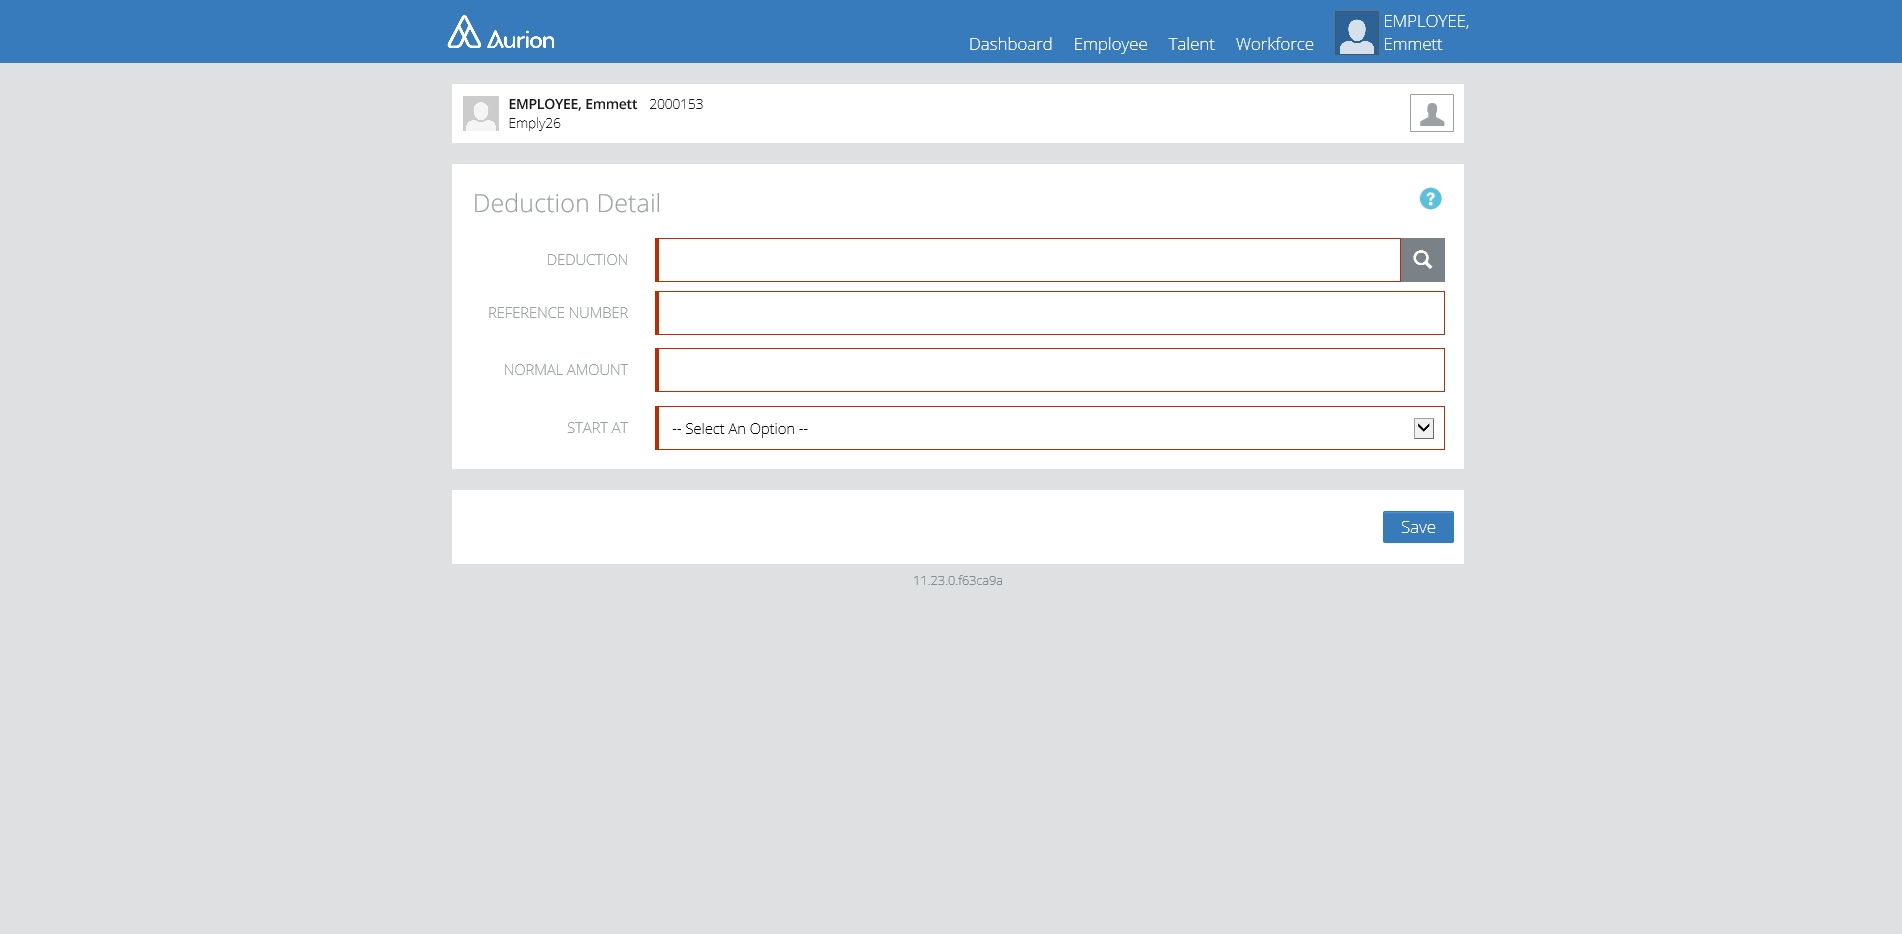 Aurion
Dashboard Employee Talent Workforce
EMPLOYEE,
Emmett
EMPLOYEE, Emmett 2000153
Emply26
Deduction Detail
?
DEDUCTION
REFERENCE NUMBER
NORMAL AMOUNT
START AT
-- Select An Option --
Save
11.23.0.f63ca9a